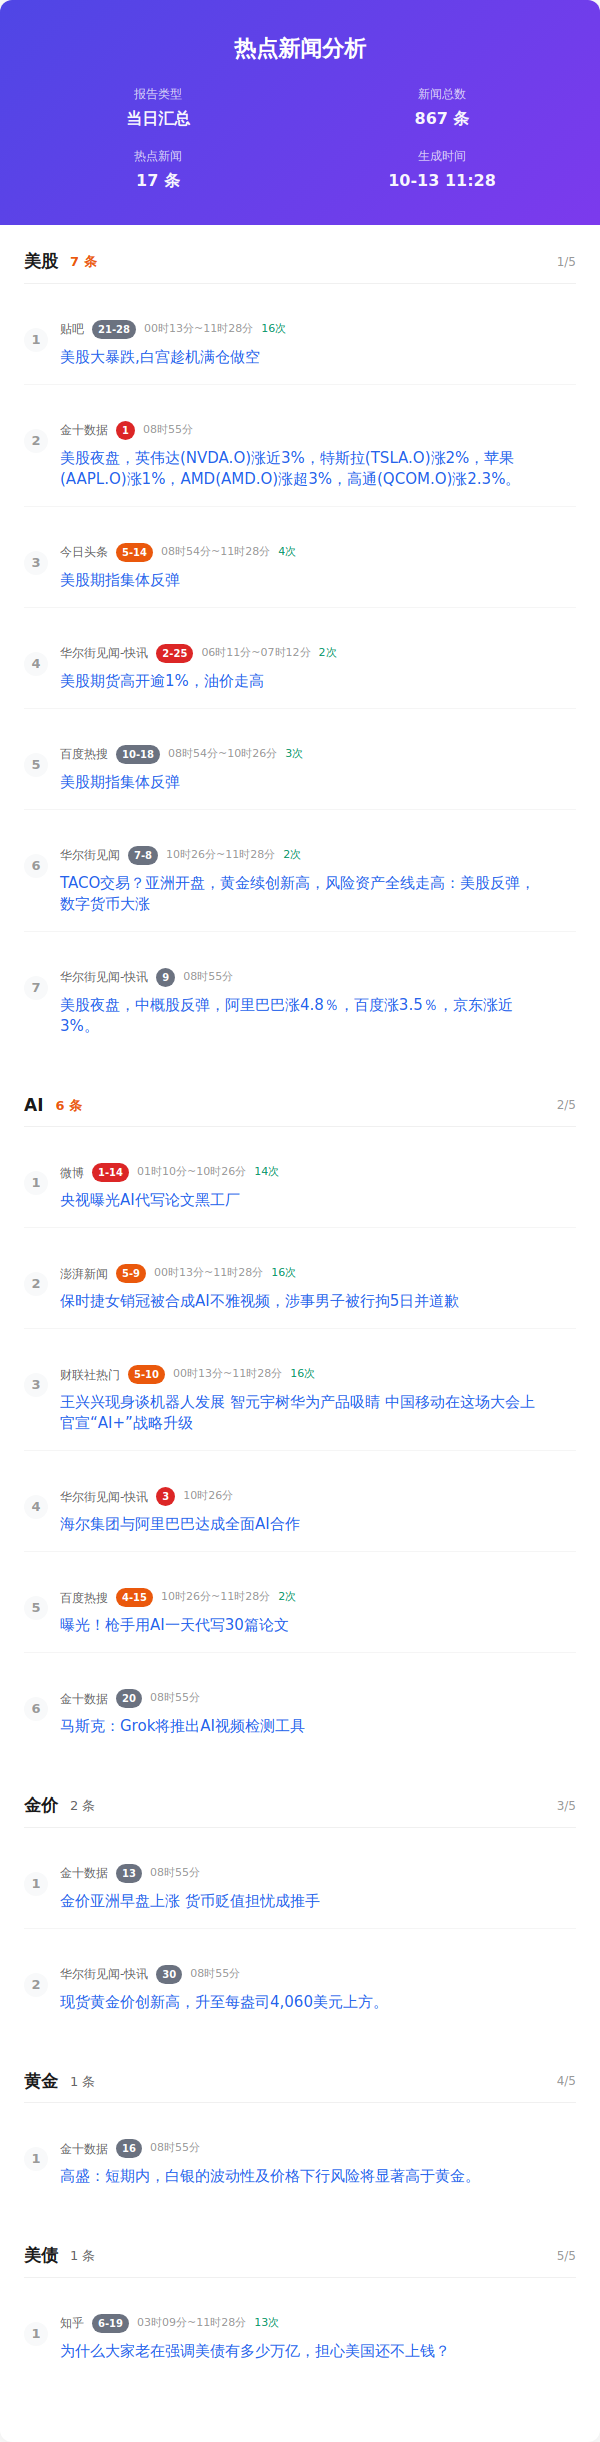 热点新闻分析
报告类型
当日汇总
新闻总数
867 条
热点新闻
17 条
生成时间
10-13 11:28
美股 7 条 1/5
1 贴吧 21-28 00时13分~11时28分 16次
美股大暴跌,白宫趁机满仓做空
2 金十数据 1 08时55分
美股夜盘，英伟达(NVDA.O)涨近3%，特斯拉(TSLA.O)涨2%，苹果
(AAPL.O)涨1%，AMD(AMD.O)涨超3%，高通(QCOM.O)涨2.3%。
3 今日头条 5-14 08时54分~11时28分 4次
美股期指集体反弹
4 华尔街见闻-快讯 2-25 06时11分~07时12分 2次
美股期货高开逾1%，油价走高
5 百度热搜 10-18 08时54分~10时26分 3次
美股期指集体反弹
6 华尔街见闻 7-8 10时26分~11时28分 2次
TACO交易？亚洲开盘，黄金续创新高，风险资产全线走高：美股反弹，
数字货币大涨
7 华尔街见闻-快讯 9 08时55分
美股夜盘，中概股反弹，阿里巴巴涨4.8％，百度涨3.5％，京东涨近
3%。
AI 6 条 2/5
1 微博 1-14 01时10分~10时26分 14次
央视曝光AI代写论文黑工厂
2 澎湃新闻 5-9 00时13分~11时28分 16次
保时捷女销冠被合成AI不雅视频，涉事男子被行拘5日并道歉
3 财联社热门 5-10 00时13分~11时28分 16次
王兴兴现身谈机器人发展 智元宇树华为产品吸睛 中国移动在这场大会上
官宣“AI+”战略升级
4 华尔街见闻-快讯 3 10时26分
海尔集团与阿里巴巴达成全面AI合作
5 百度热搜 4-15 10时26分~11时28分 2次
曝光！枪手用AI一天代写30篇论文
6 金十数据 20 08时55分
马斯克：Grok将推出AI视频检测工具
金价 2 条 3/5
1 金十数据 13 08时55分
金价亚洲早盘上涨 货币贬值担忧成推手
2 华尔街见闻-快讯 30 08时55分
现货黄金价创新高，升至每盎司4,060美元上方。
黄金 1 条 4/5
1 金十数据 16 08时55分
高盛：短期内，白银的波动性及价格下行风险将显著高于黄金。
美债 1 条 5/5
1 知乎 6-19 03时09分~11时28分 13次
为什么大家老在强调美债有多少万亿，担心美国还不上钱？